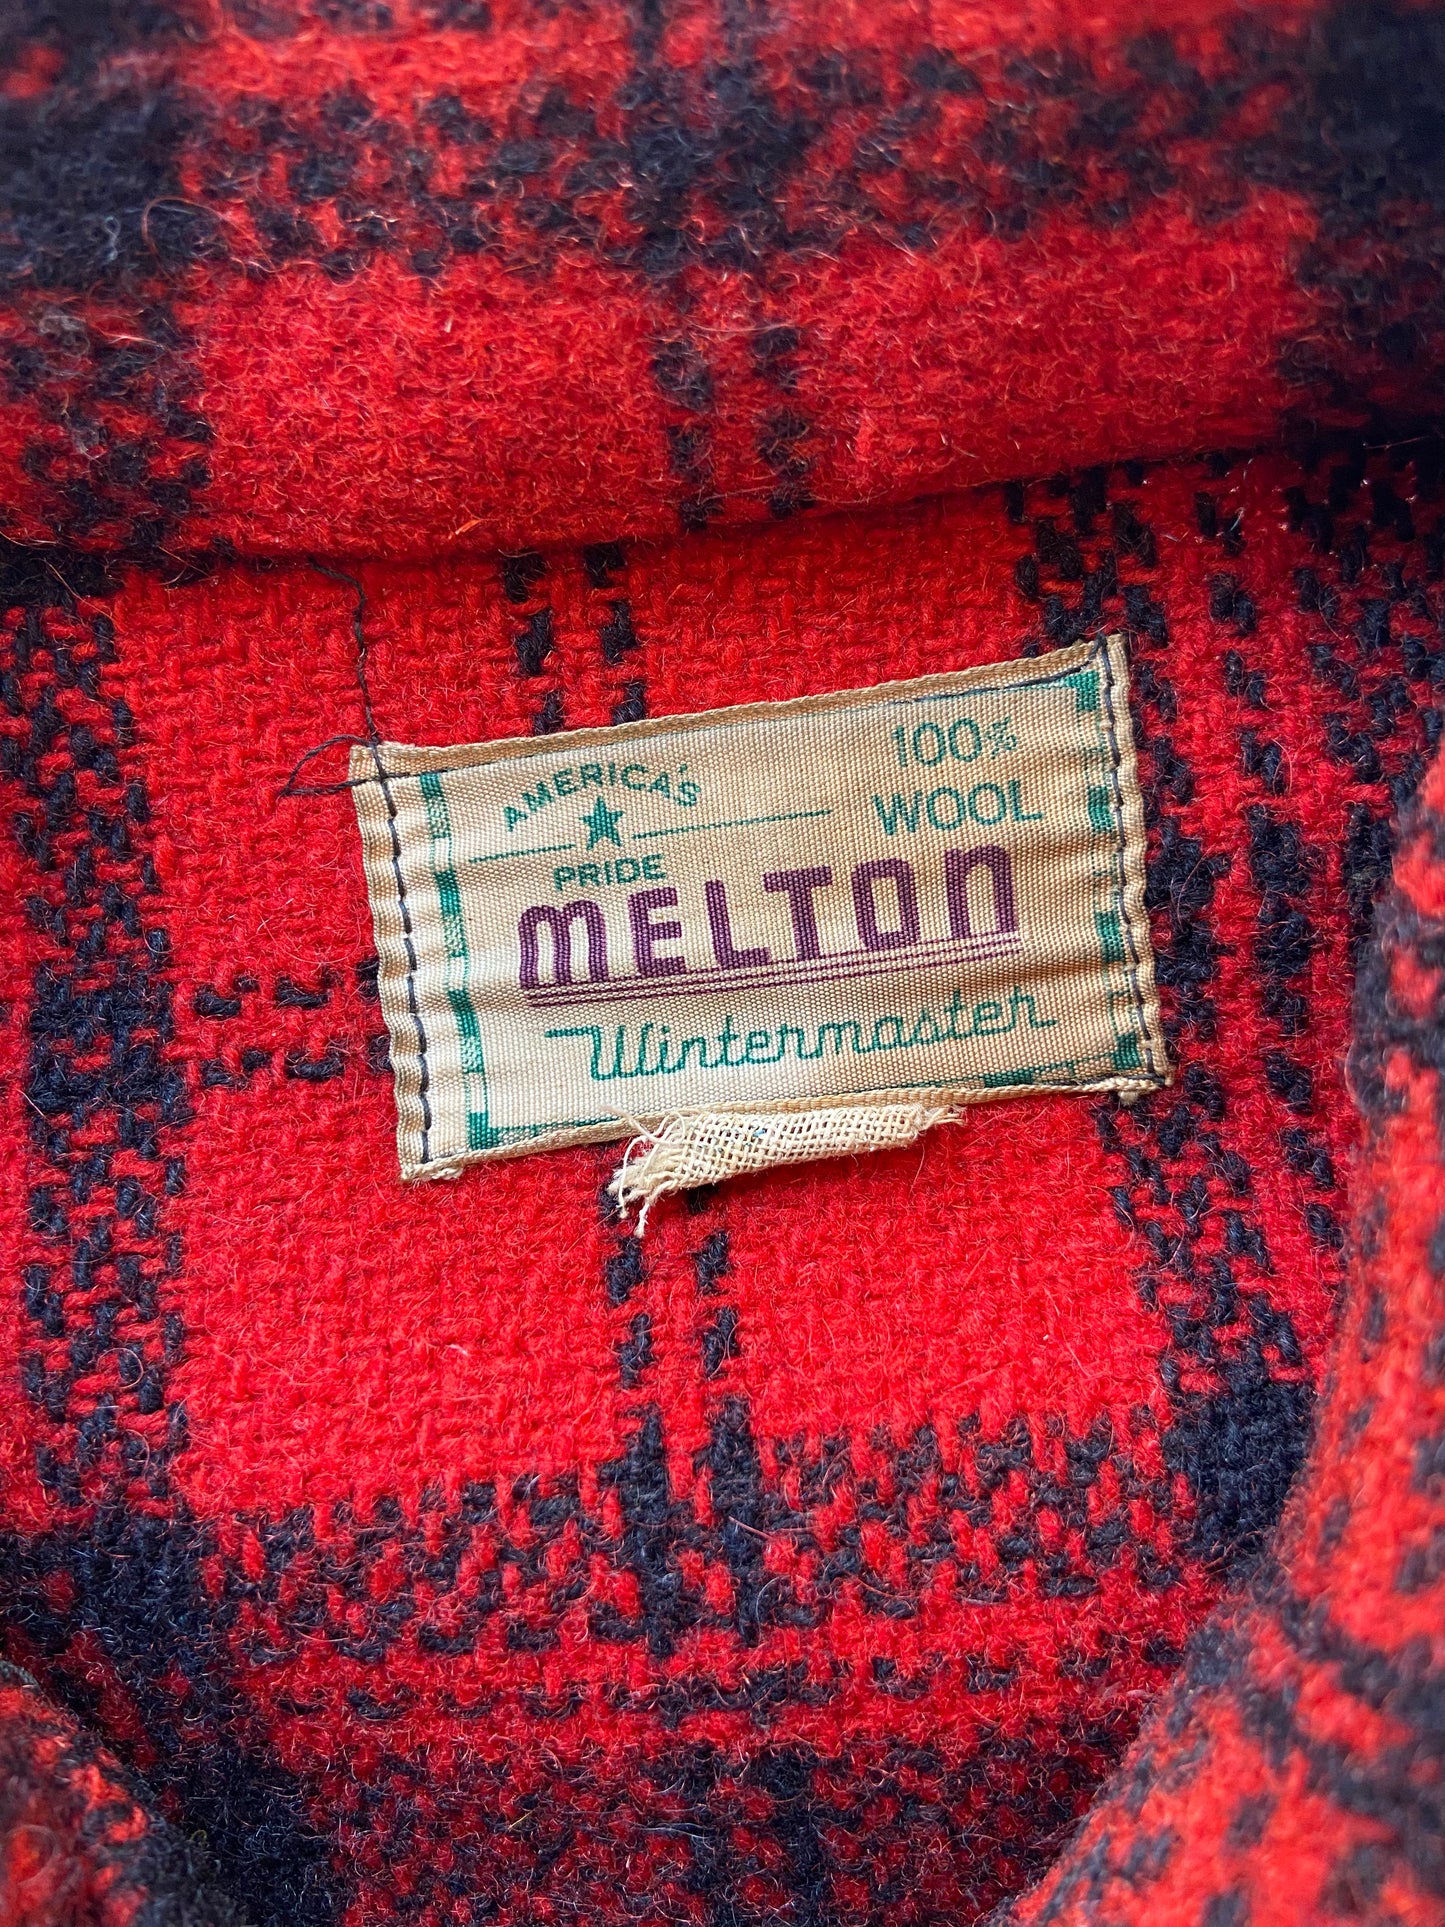 AMERICA'S
PRIDE
100%
WOOL
MELTON
Wintermaster